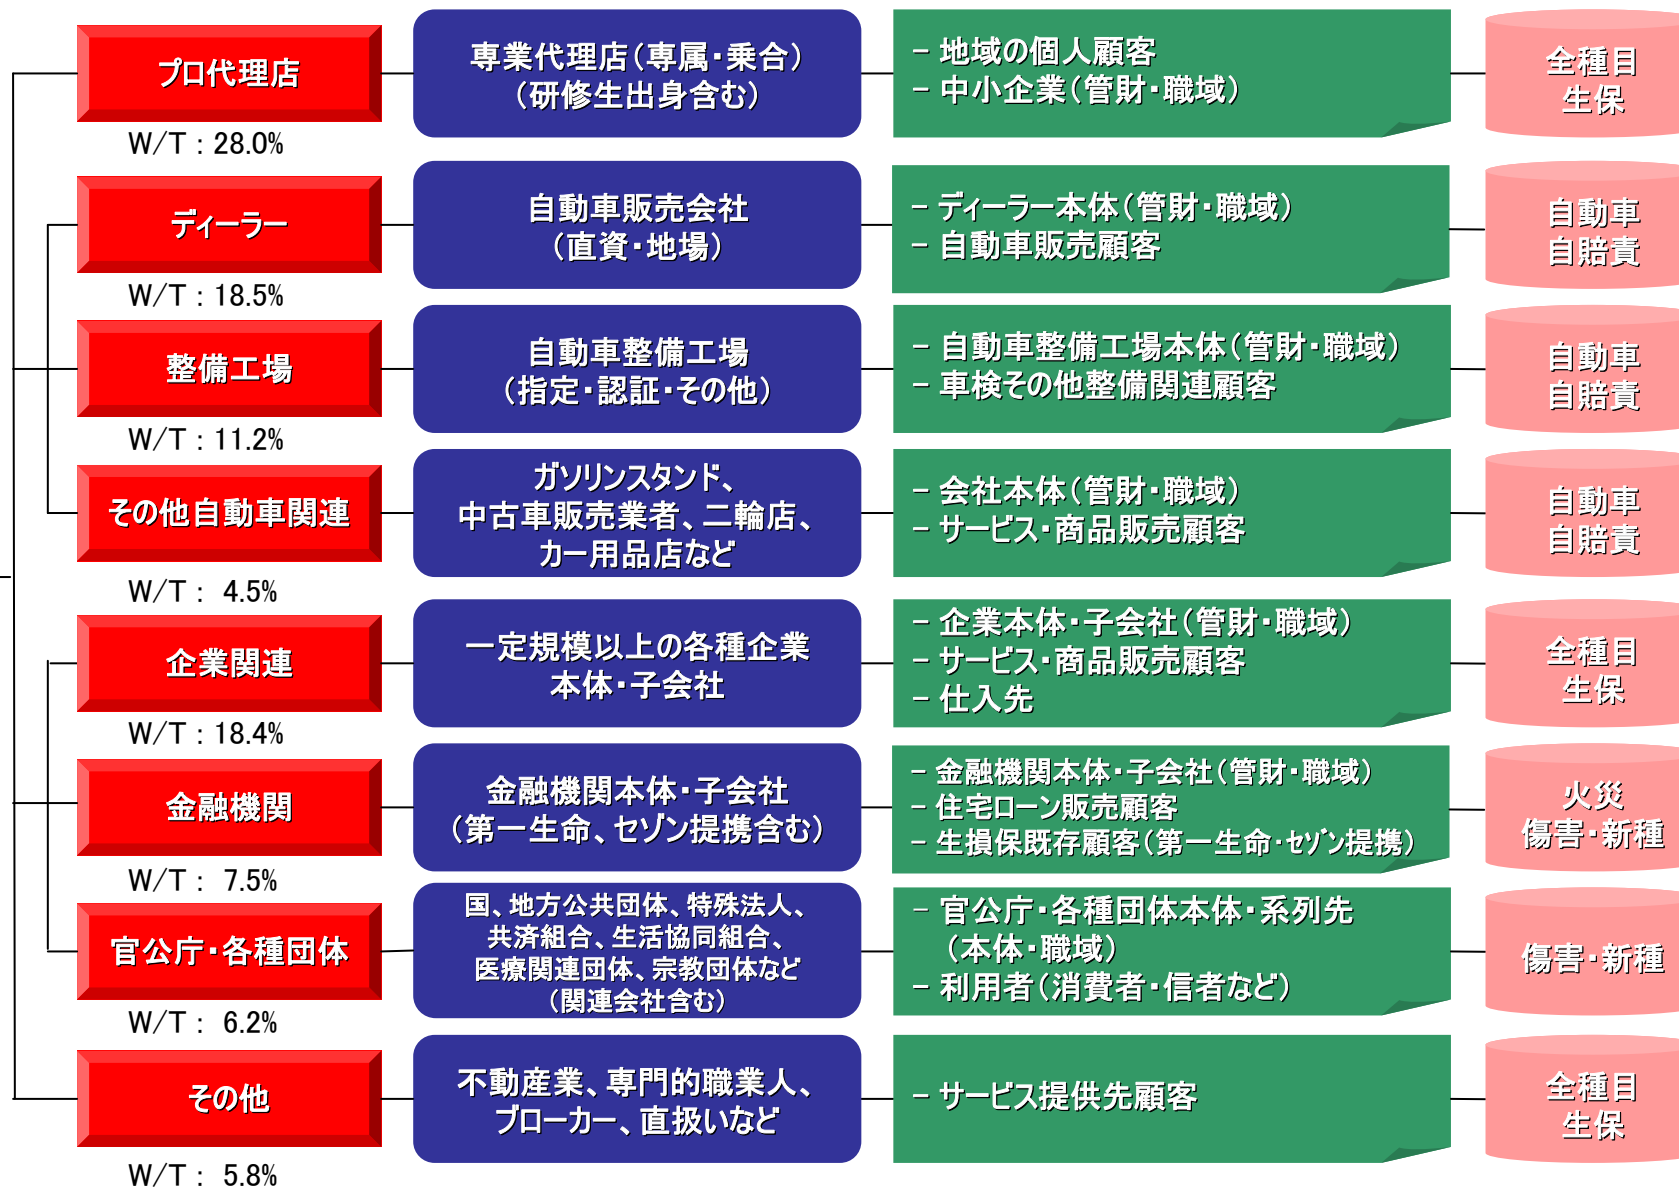 プロ代理店
W/T : 28.0%
専業代理店(専属・乗合)
(研修生出身含む)
- 地域の個人顧客
- 中小企業(管財・職域)
全種目
生保
ディーラー
W/T : 18.5%
自動車販売会社
(直資・地場)
- ディーラー本体(管財・職域)
- 自動車販売顧客
自動車
自賠責
整備工場
W/T : 11.2%
自動車整備工場
(指定・認証・その他)
- 自動車整備工場本体(管財・職域)
- 車検その他整備関連顧客
自動車
自賠責
その他自動車関連
W/T : 4.5%
ガソリンスタンド、
中古車販売業者、二輪店、
カー用品店など
- 会社本体(管財・職域)
- サービス・商品販売顧客
自動車
自賠責
企業関連
W/T : 18.4%
一定規模以上の各種企業
本体・子会社
- 企業本体・子会社(管財・職域)
- サービス・商品販売顧客
- 仕入先
全種目
生保
金融機関
W/T : 7.5%
金融機関本体・子会社
(第一生命、セゾン提携含む)
- 金融機関本体・子会社(管財・職域)
- 住宅ローン販売顧客
- 生損保既存顧客(第一生命・セゾン提携)
火災
傷害・新種
官公庁・各種団体
W/T : 6.2%
国、地方公共団体、特殊法人、
共済組合、生活協同組合、
医療関連団体、宗教団体など
(関連会社含む)
- 官公庁・各種団体本体・系列先
(本体・職域)
- 利用者(消費者・信者など)
傷害・新種
その他
W/T : 5.8%
不動産業、専門的職業人、
ブローカー、直扱いなど
- サービス提供先顧客
全種目
生保